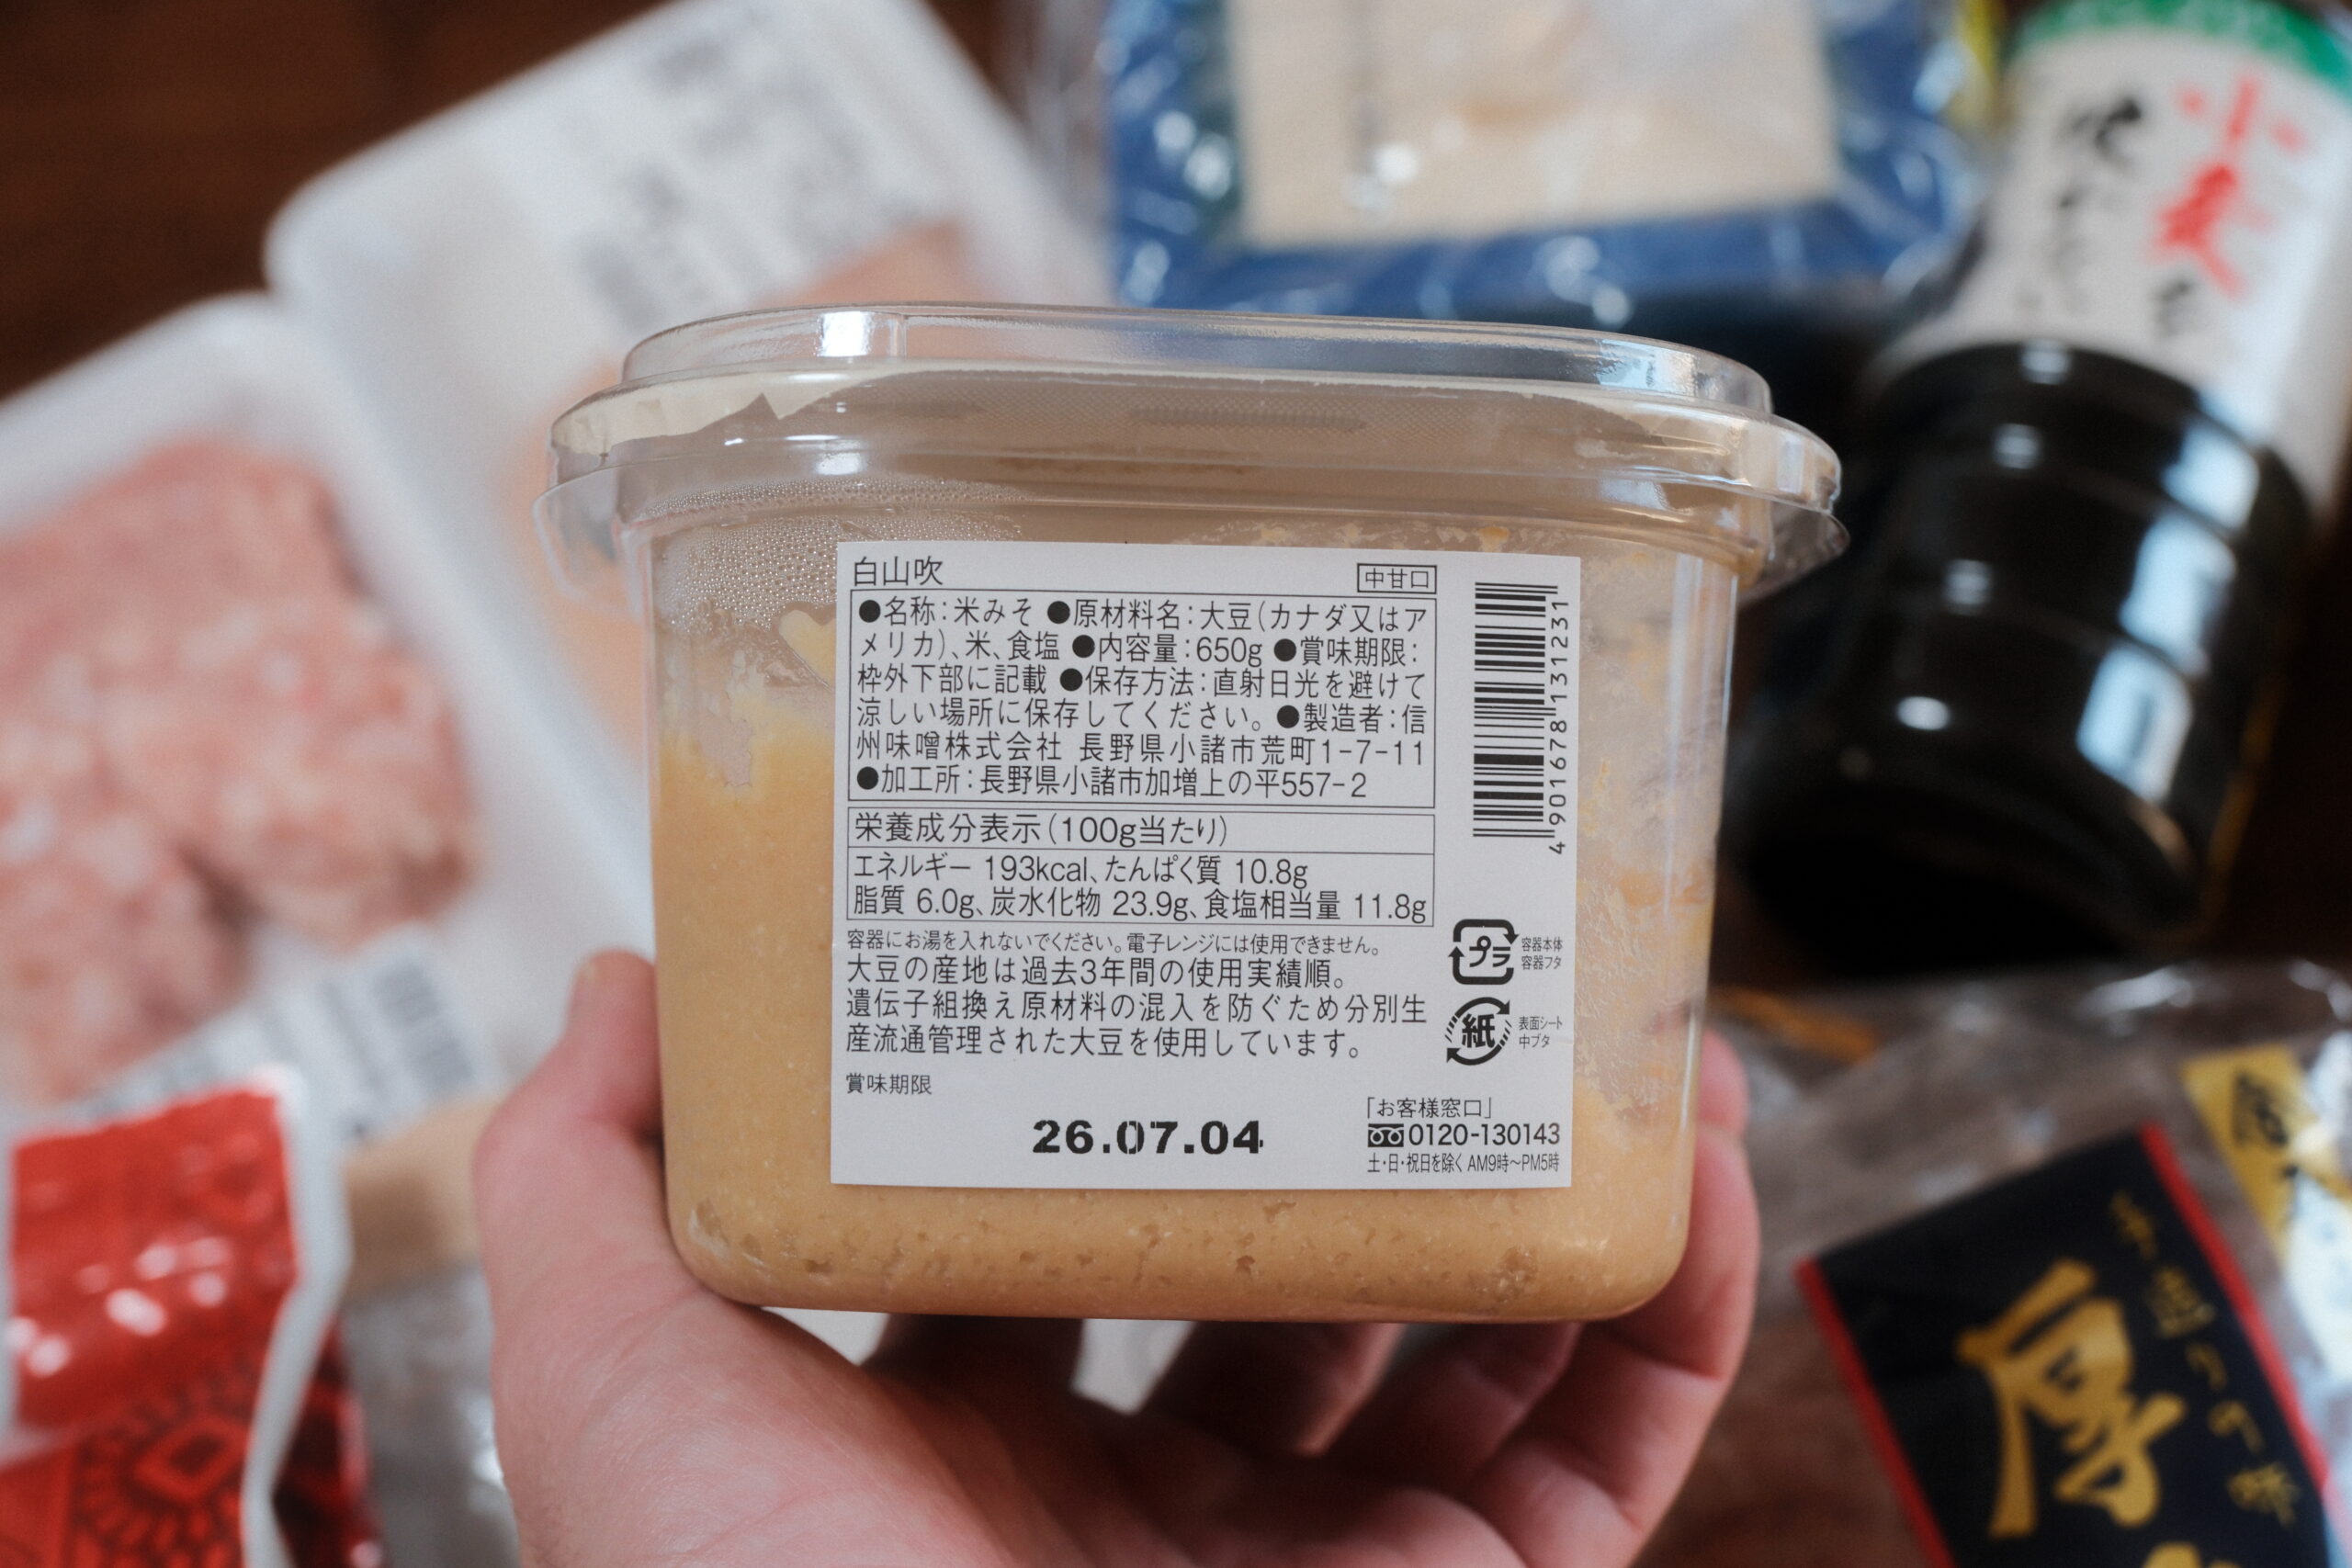 白山吹
中甘口
●名称:米みそ ●原材料名:大豆(カナダ又はア
メリカ)、米、食塩 ●内容量:650g ●賞味期限:
枠外下部に記載 ●保存方法:直射日光を避けて
涼しい場所に保存してください。●製造者:信
州味噌株式会社 長野県小諸市荒町1-7-11
●加工所:長野県小諸市加増上の平557-2
栄養成分表示(100g当たり)
エネルギー 193kcal、たんぱく質 10.8g
脂質 6.0g、炭水化物 23.9g、食塩相当量 11.8g
容器にお湯を入れないでください。電子レンジには使用できません。
大豆の産地は過去3年間の使用実績順。
遺伝子組換え原材料の混入を防ぐため分別生
産流通管理された大豆を使用しています。
賞味期限
26.07.04
4 901678 131231
プラ
容器本体
容器フタ
紙
表面シート
中ブタ
「お客様窓口」
0120-130143
土・日・祝日を除く AM9時～PM5時
小麦を
厚